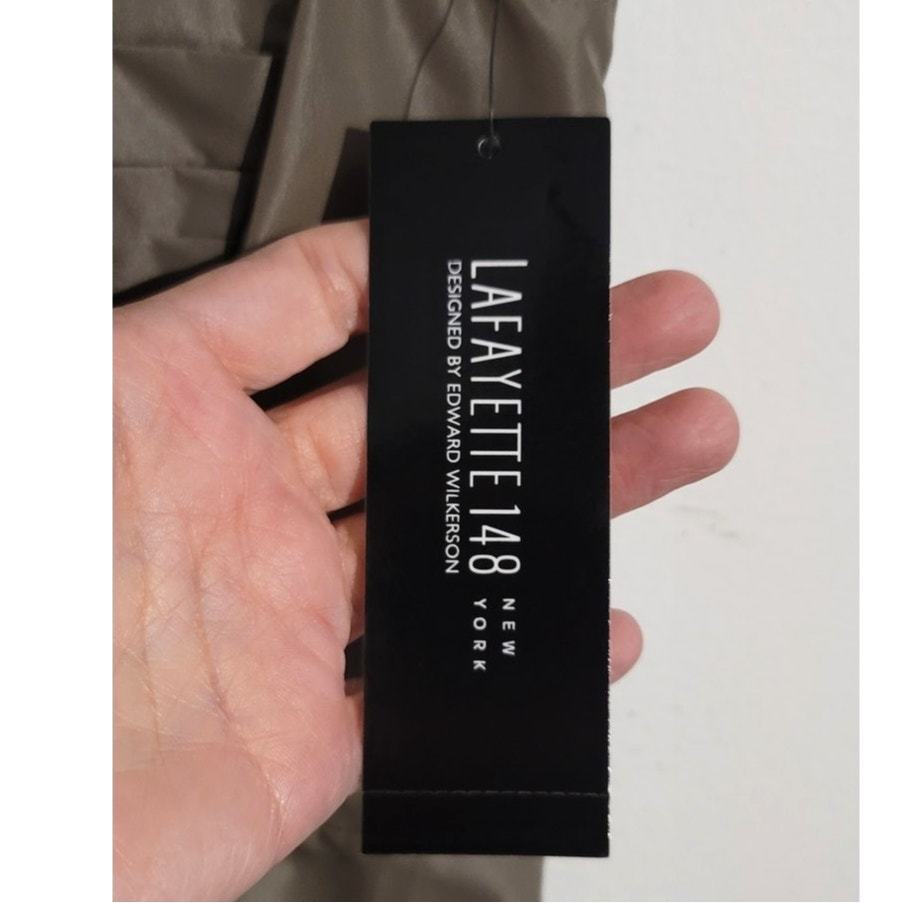 LAFAYETTE 148 NEW YORK
DESIGNED BY EDWARD WILKERSON